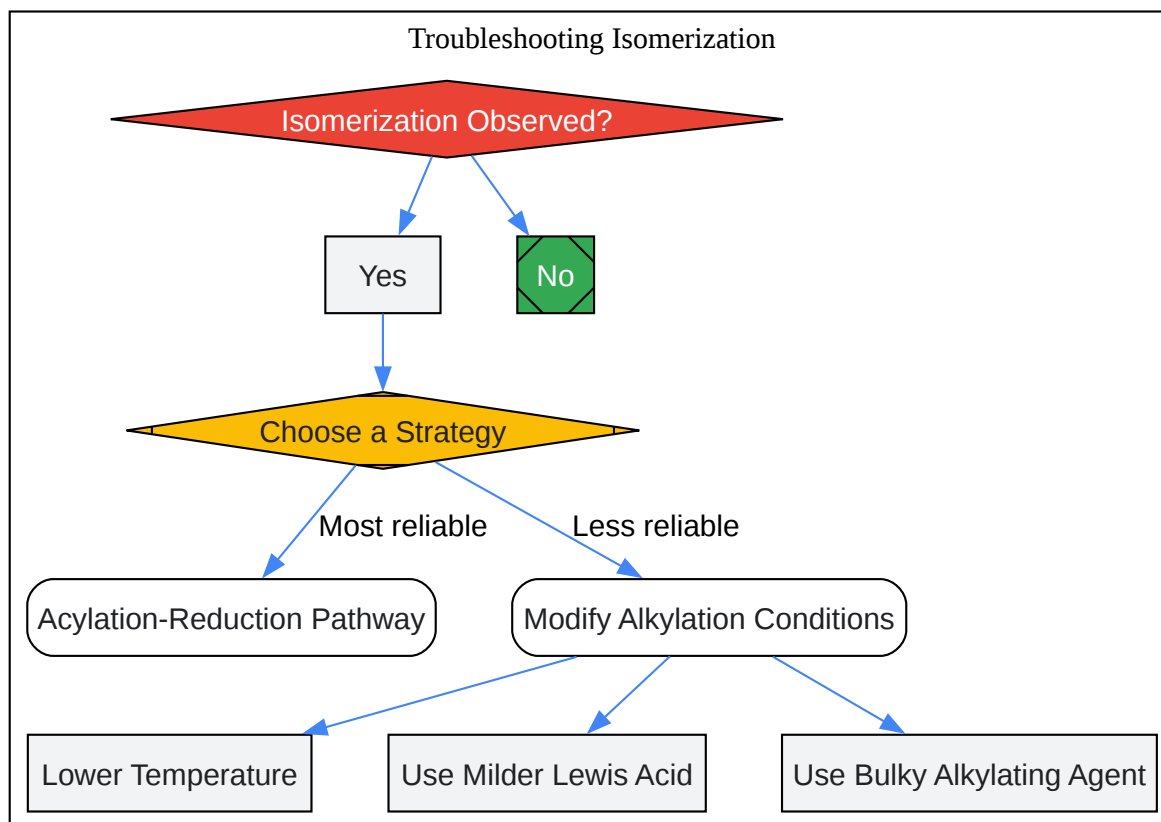 Troubleshooting Isomerization
Isomerization Observed?
Yes
No
Choose a Strategy
Most reliable
Less reliable
Acylation-Reduction Pathway
Modify Alkylation Conditions
Lower Temperature
Use Milder Lewis Acid
Use Bulky Alkylating Agent